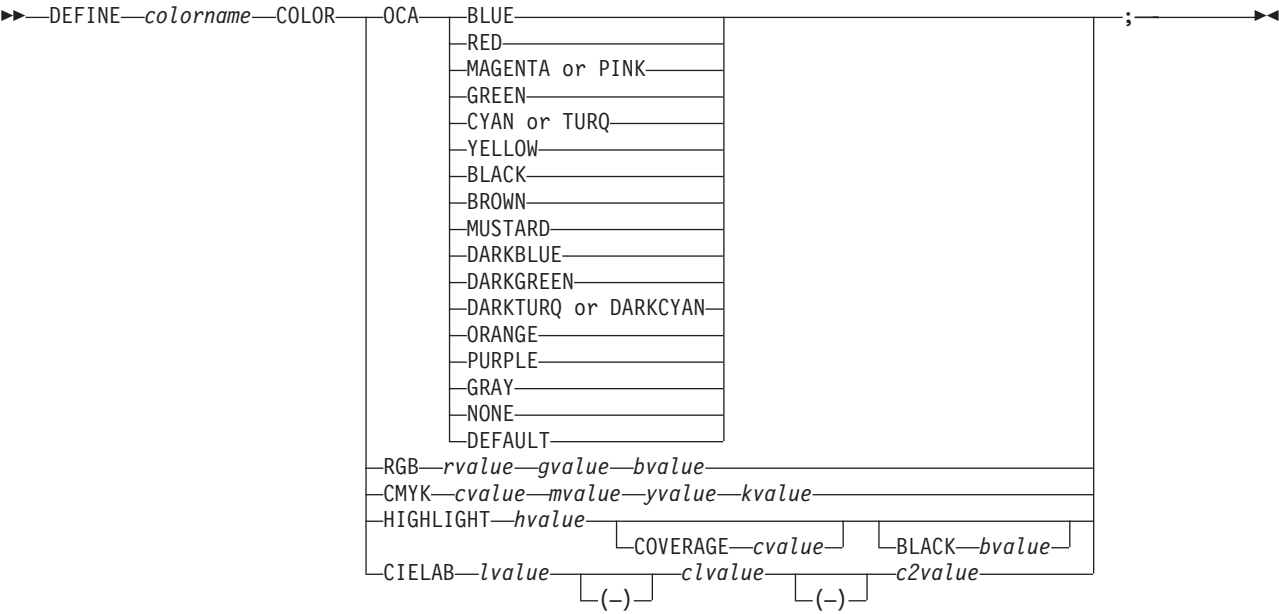 DEFINE colorname COLOR OCA BLUE ;
RED
MAGENTA or PINK
GREEN
CYAN or TURQ
YELLOW
BLACK
BROWN
MUSTARD
DARKBLUE
DARKGREEN
DARKTURQ or DARKCYAN
ORANGE
PURPLE
GRAY
NONE
DEFAULT
RGB rvalue gvalue bvalue
CMYK cvalue mvalue yvalue kvalue
HIGHLIGHT hvalue
COVERAGE cvalue BLACK bvalue
CIELAB lvalue clvalue c2value
(–) (–)